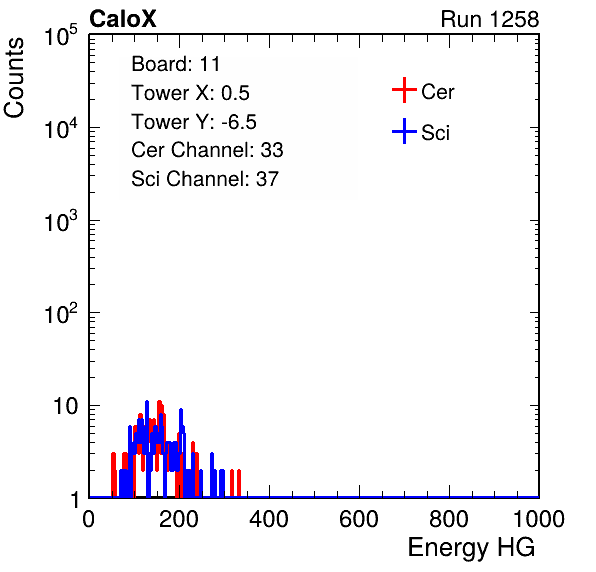 CaloX Run 1258
Counts
10^5
10^4
10^3
10^2
10
1
Board: 11
Tower X: 0.5
Tower Y: -6.5
Cer Channel: 33
Sci Channel: 37
Cer
Sci
0 200 400 600 800 1000
Energy HG